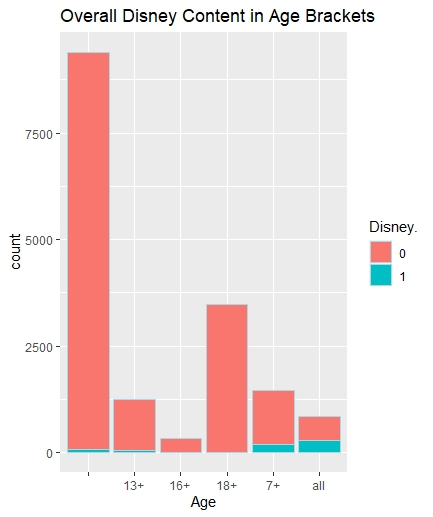 Overall Disney Content in Age Brackets
count
7500
5000
2500
0
13+ 16+ 18+ 7+ all
Age
Disney.
0
1